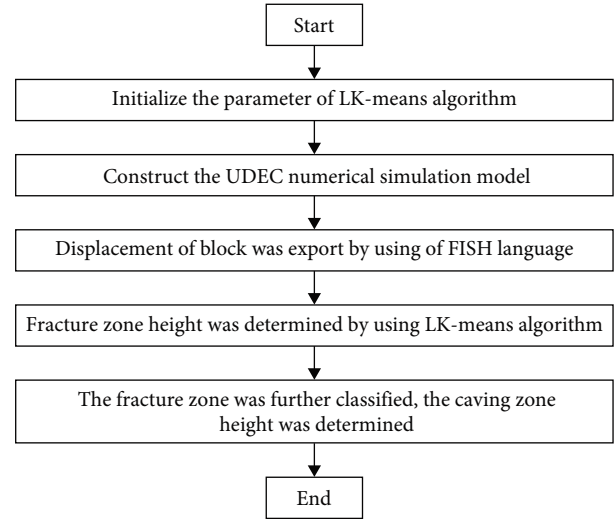 Start
Initialize the parameter of LK-means algorithm
Construct the UDEC numerical simulation model
Displacement of block was export by using of FISH language
Fracture zone height was determined by using LK-means algorithm
The fracture zone was further classified, the caving zone
height was determined
End